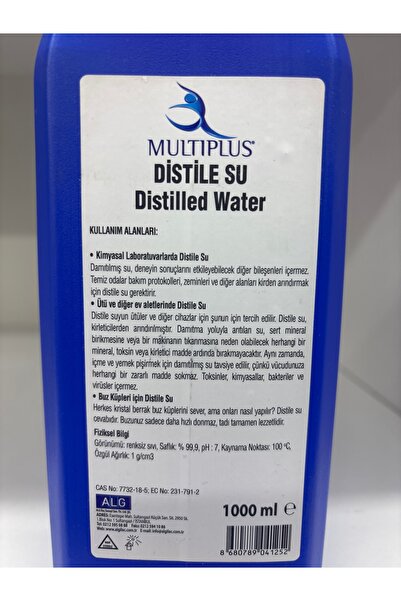 MULTIPLUS®
DİSTİLE SU
Distilled Water
KULLANIM ALANLARI:
• Kimyasal Laboratuvarlarda Distile Su
Damıtılmış su, deneyin sonuçlarını etkileyebilecek diğer bileşenleri içermez.
Temiz odalar bakım protokolleri, zeminleri ve diğer alanları kirden arındırmak
için distile su gerektirir.
• Ütü ve diğer ev aletlerinde Distile Su
Distile suyun ütüler ve diğer cihazlar için şunun için tercih edilir. Distile su,
kirleticilerden arındırılmıştır. Damıtma yoluyla arıtılan su, sert mineral
birikmesine veya bir makinanın tıkanmasına neden olabilecek herhangi bir
mineral, toksin veya kirletici madde ardında bırakmayacaktır. Aynı zamanda,
içme ve yemek pişirmek için damıtılmış su tavsiye edilir, çünkü vücudunuza
herhangi bir zararlı madde sokmaz. Toksinler, kimyasallar, bakteriler ve
virüsler içermez.
• Buz Küpleri için Distile Su
Herkes kristal berrak buz küplerini sever, ama onları nasıl yapılır? Distile su
cevabıdır. Buzunuz sadece daha hızlı donmaz, tadı tamamen lezzetlidir.
Fiziksel Bilgi
Görünümü: renksiz sıvı, Saflık: % 99,9, pH : 7, Kaynama Noktası: 100 ºC,
Özgül Ağırlık: 1 g/cm3
CAS No: 7732-18-5; EC No: 231-791-2
ALG
1000 ml ℮
8 680789 041252